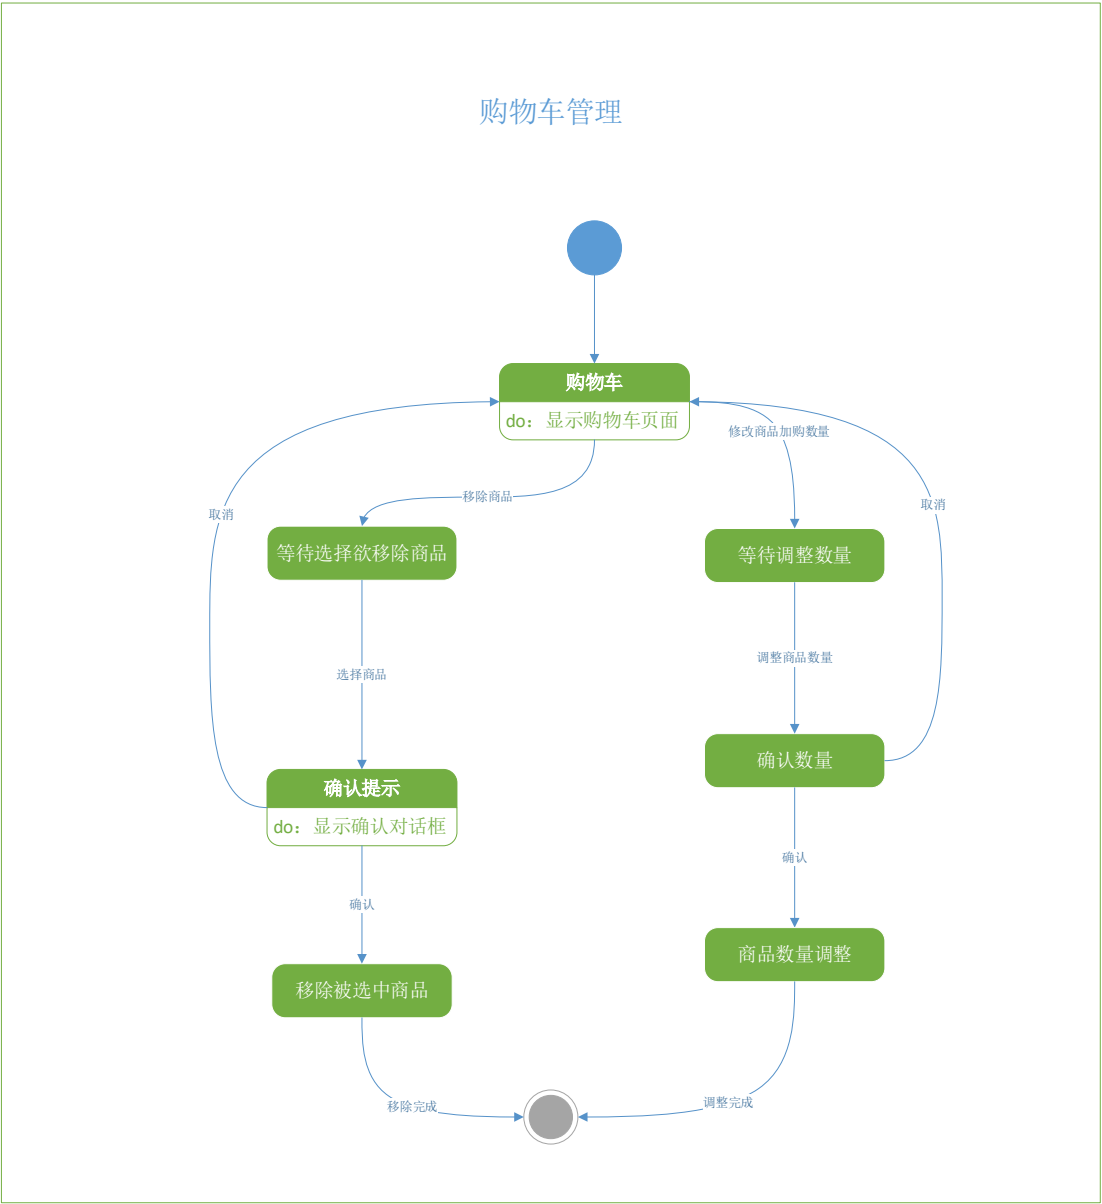 购物车管理
购物车
do：显示购物车页面
修改商品加购数量
移除商品
取消
取消
等待选择欲移除商品
等待调整数量
调整商品数量
选择商品
确认数量
确认提示
do：显示确认对话框
确认
确认
商品数量调整
移除被选中商品
移除完成
调整完成